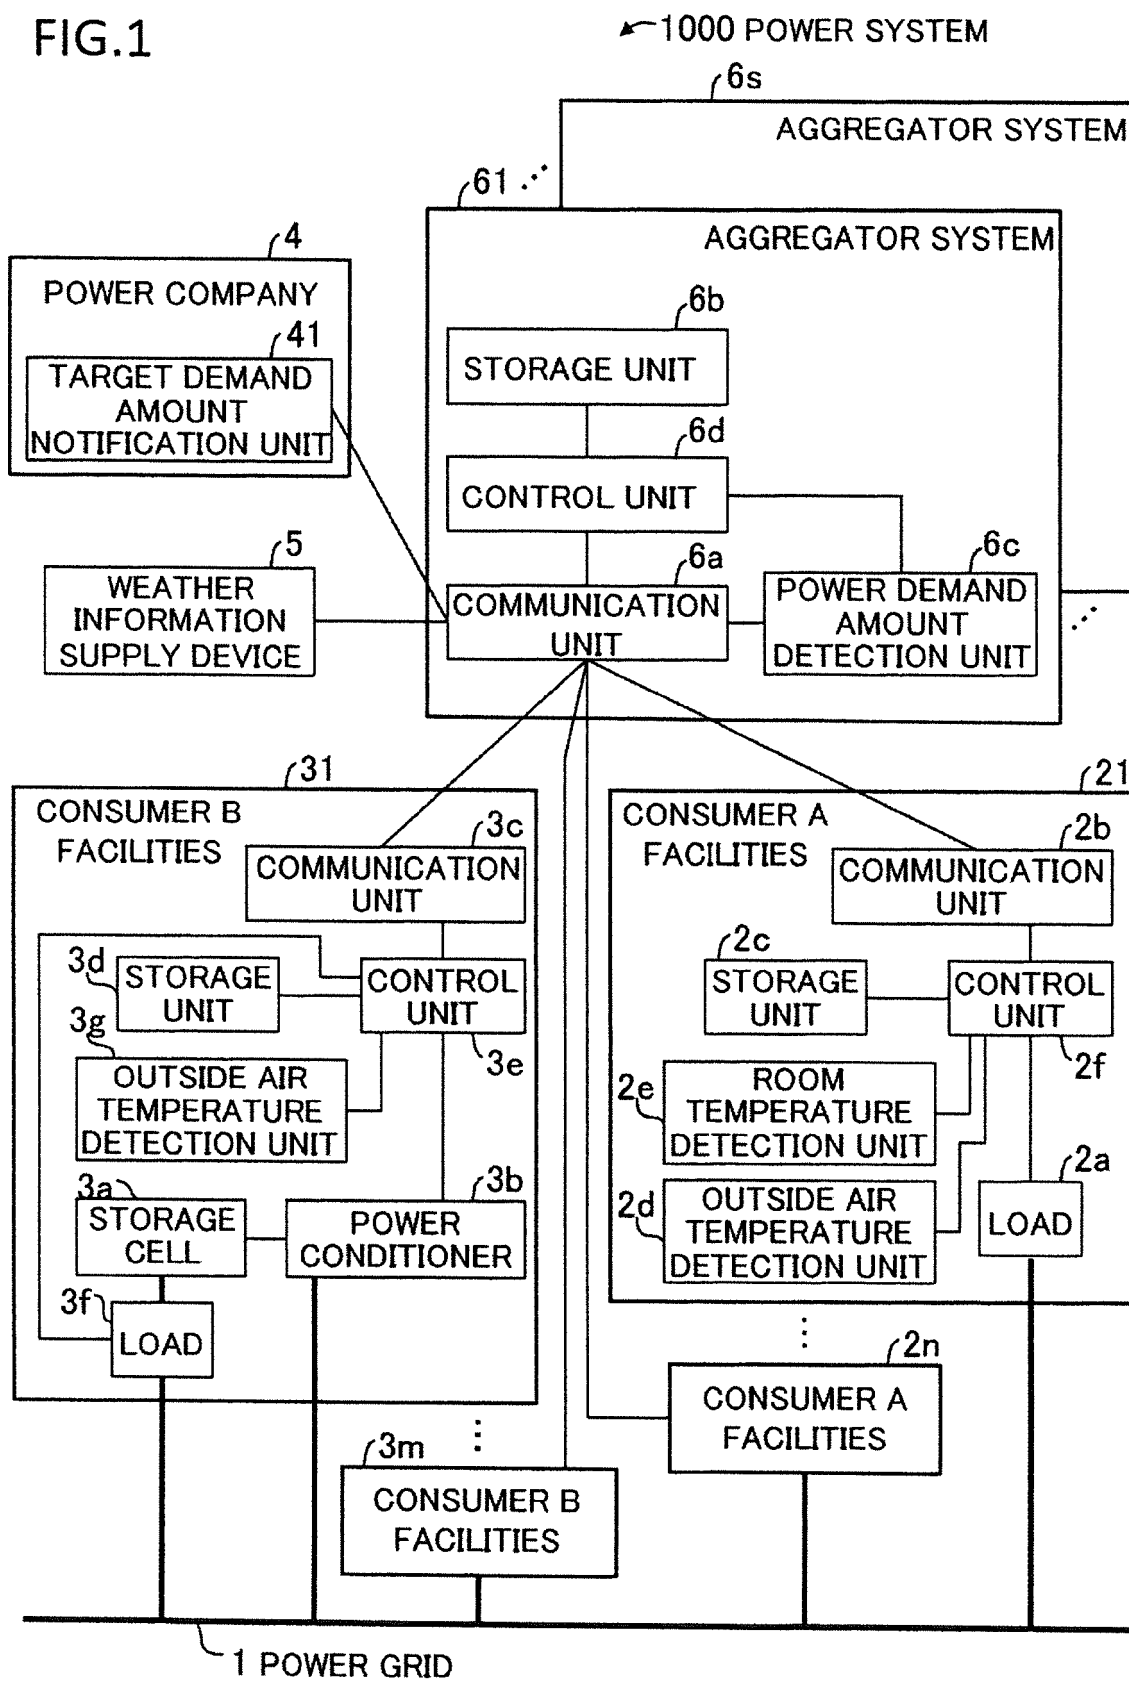 FIG.1
1000 POWER SYSTEM
6s
AGGREGATOR SYSTEM
61
AGGREGATOR SYSTEM
4
POWER COMPANY
41
TARGET DEMAND
AMOUNT
NOTIFICATION UNIT
6b
STORAGE UNIT
6d
CONTROL UNIT
5
WEATHER
INFORMATION
SUPPLY DEVICE
6a
COMMUNICATION
UNIT
6c
POWER DEMAND
AMOUNT
DETECTION UNIT
31
CONSUMER B
FACILITIES
3c
COMMUNICATION
UNIT
3d
STORAGE
UNIT
CONTROL
UNIT
3e
3g
OUTSIDE AIR
TEMPERATURE
DETECTION UNIT
3a
STORAGE
CELL
3b
POWER
CONDITIONER
3f
LOAD
21
CONSUMER A
FACILITIES
2b
COMMUNICATION
UNIT
2c
STORAGE
UNIT
CONTROL
UNIT
2f
2e
ROOM
TEMPERATURE
DETECTION UNIT
2d
OUTSIDE AIR
TEMPERATURE
DETECTION UNIT
2a
LOAD
2n
CONSUMER A
FACILITIES
3m
CONSUMER B
FACILITIES
1 POWER GRID